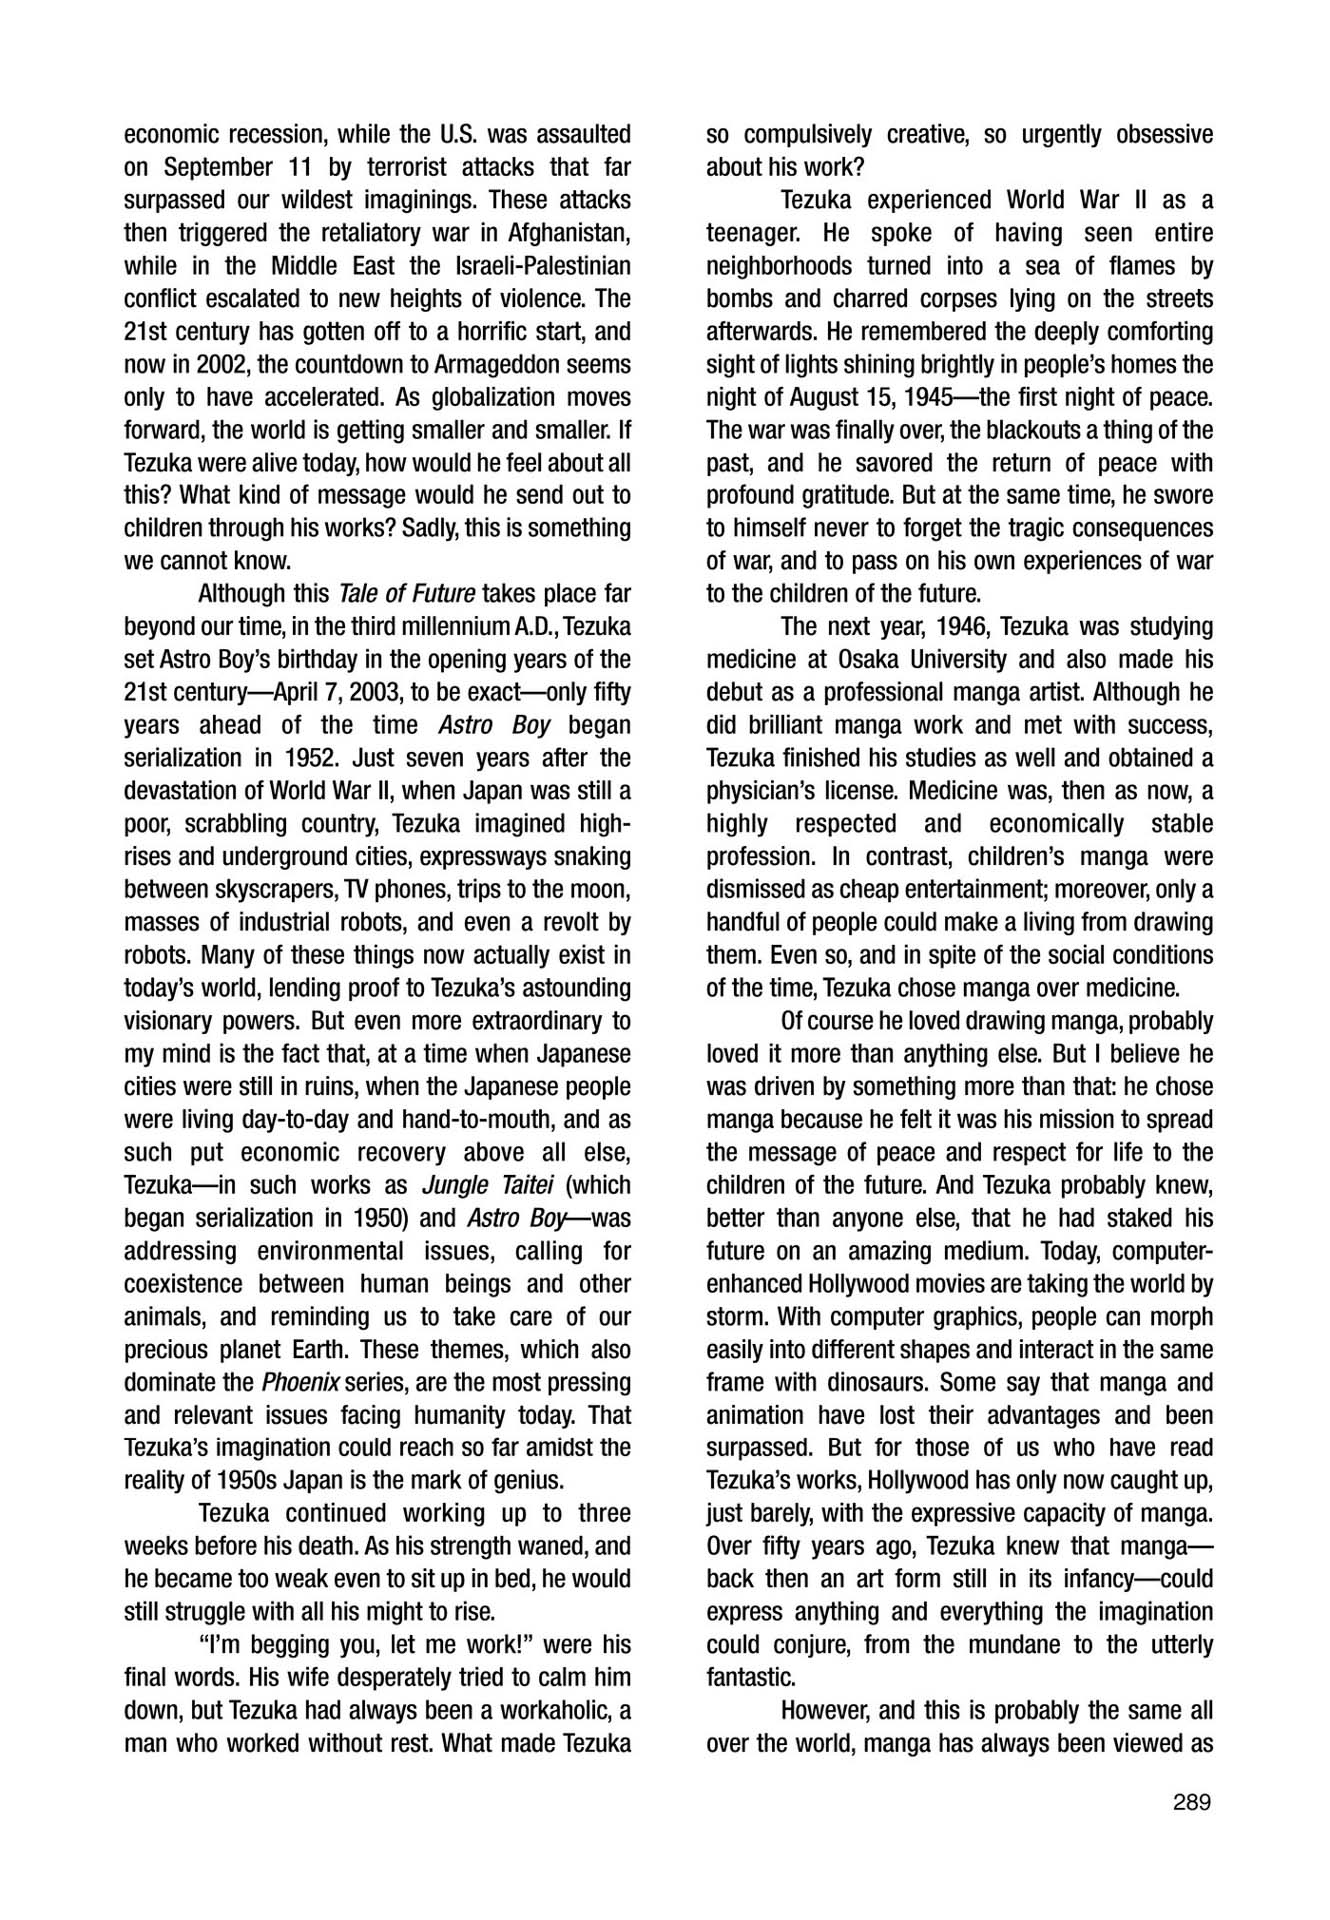 economic recession, while the U.S. was assaulted
on September 11 by terrorist attacks that far
surpassed our wildest imaginings. These attacks
then triggered the retaliatory war in Afghanistan,
while in the Middle East the Israeli-Palestinian
conflict escalated to new heights of violence. The
21st century has gotten off to a horrific start, and
now in 2002, the countdown to Armageddon seems
only to have accelerated. As globalization moves
forward, the world is getting smaller and smaller. If
Tezuka were alive today, how would he feel about all
this? What kind of message would he send out to
children through his works? Sadly, this is something
we cannot know.
Although this Tale of Future takes place far
beyond our time, in the third millennium A.D., Tezuka
set Astro Boy’s birthday in the opening years of the
21st century—April 7, 2003, to be exact—only fifty
years ahead of the time Astro Boy began
serialization in 1952. Just seven years after the
devastation of World War II, when Japan was still a
poor, scrabbling country, Tezuka imagined high-
rises and underground cities, expressways snaking
between skyscrapers, TV phones, trips to the moon,
masses of industrial robots, and even a revolt by
robots. Many of these things now actually exist in
today’s world, lending proof to Tezuka’s astounding
visionary powers. But even more extraordinary to
my mind is the fact that, at a time when Japanese
cities were still in ruins, when the Japanese people
were living day-to-day and hand-to-mouth, and as
such put economic recovery above all else,
Tezuka—in such works as Jungle Taitei (which
began serialization in 1950) and Astro Boy—was
addressing environmental issues, calling for
coexistence between human beings and other
animals, and reminding us to take care of our
precious planet Earth. These themes, which also
dominate the Phoenix series, are the most pressing
and relevant issues facing humanity today. That
Tezuka’s imagination could reach so far amidst the
reality of 1950s Japan is the mark of genius.
Tezuka continued working up to three
weeks before his death. As his strength waned, and
he became too weak even to sit up in bed, he would
still struggle with all his might to rise.
“I’m begging you, let me work!” were his
final words. His wife desperately tried to calm him
down, but Tezuka had always been a workaholic, a
man who worked without rest. What made Tezuka
so compulsively creative, so urgently obsessive
about his work?
Tezuka experienced World War II as a
teenager. He spoke of having seen entire
neighborhoods turned into a sea of flames by
bombs and charred corpses lying on the streets
afterwards. He remembered the deeply comforting
sight of lights shining brightly in people’s homes the
night of August 15, 1945—the first night of peace.
The war was finally over, the blackouts a thing of the
past, and he savored the return of peace with
profound gratitude. But at the same time, he swore
to himself never to forget the tragic consequences
of war, and to pass on his own experiences of war
to the children of the future.
The next year, 1946, Tezuka was studying
medicine at Osaka University and also made his
debut as a professional manga artist. Although he
did brilliant manga work and met with success,
Tezuka finished his studies as well and obtained a
physician’s license. Medicine was, then as now, a
highly respected and economically stable
profession. In contrast, children’s manga were
dismissed as cheap entertainment; moreover, only a
handful of people could make a living from drawing
them. Even so, and in spite of the social conditions
of the time, Tezuka chose manga over medicine.
Of course he loved drawing manga, probably
loved it more than anything else. But I believe he
was driven by something more than that: he chose
manga because he felt it was his mission to spread
the message of peace and respect for life to the
children of the future. And Tezuka probably knew,
better than anyone else, that he had staked his
future on an amazing medium. Today, computer-
enhanced Hollywood movies are taking the world by
storm. With computer graphics, people can morph
easily into different shapes and interact in the same
frame with dinosaurs. Some say that manga and
animation have lost their advantages and been
surpassed. But for those of us who have read
Tezuka’s works, Hollywood has only now caught up,
just barely, with the expressive capacity of manga.
Over fifty years ago, Tezuka knew that manga—
back then an art form still in its infancy—could
express anything and everything the imagination
could conjure, from the mundane to the utterly
fantastic.
However, and this is probably the same all
over the world, manga has always been viewed as
289